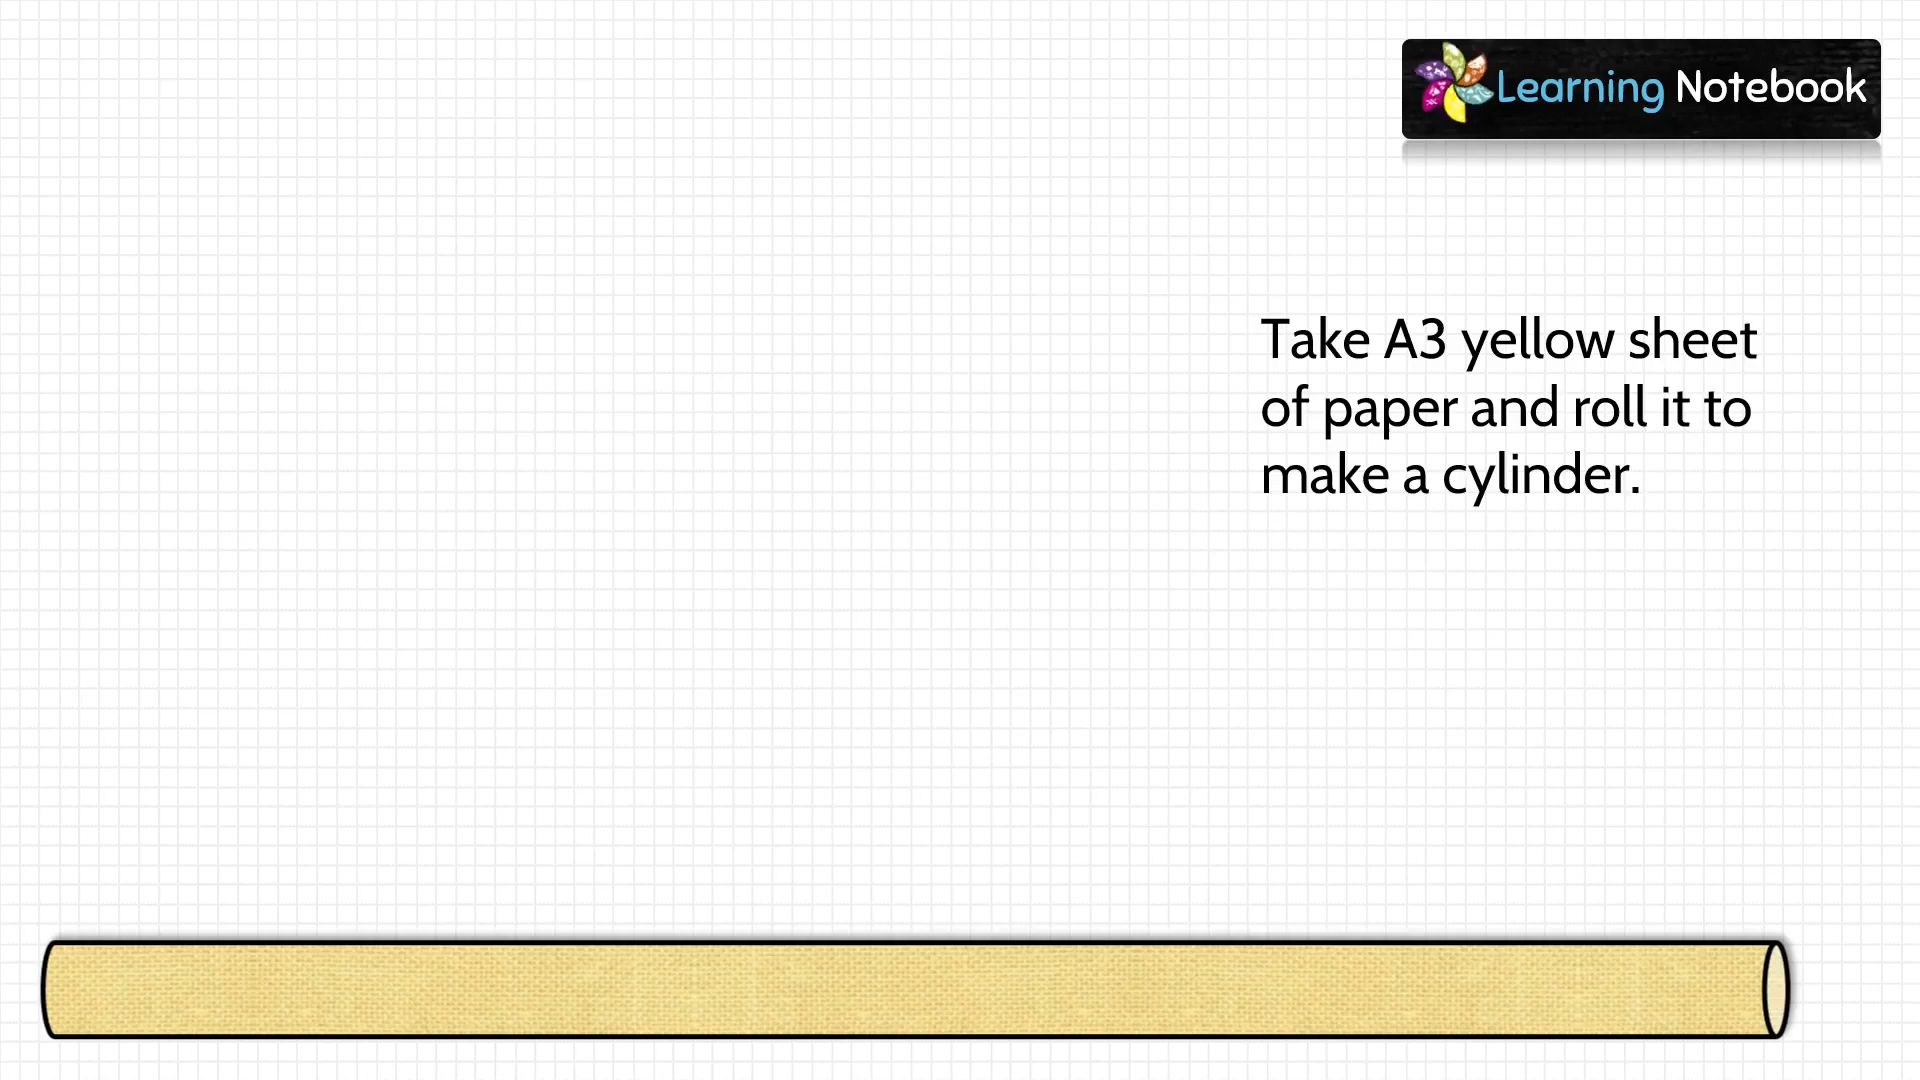 Learning Notebook
Take A3 yellow sheet
of paper and roll it to
make a cylinder.